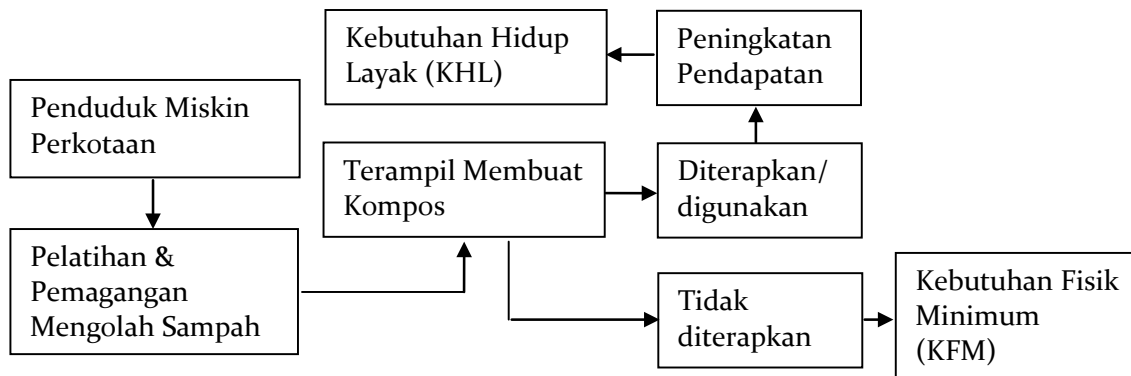 Kebutuhan Hidup
Layak (KHL)
Peningkatan
Pendapatan
Penduduk Miskin
Perkotaan
Terampil Membuat
Kompos
Diterapkan/
digunakan
Pelatihan &
Pemagangan
Mengolah Sampah
Tidak
diterapkan
Kebutuhan Fisik
Minimum
(KFM)